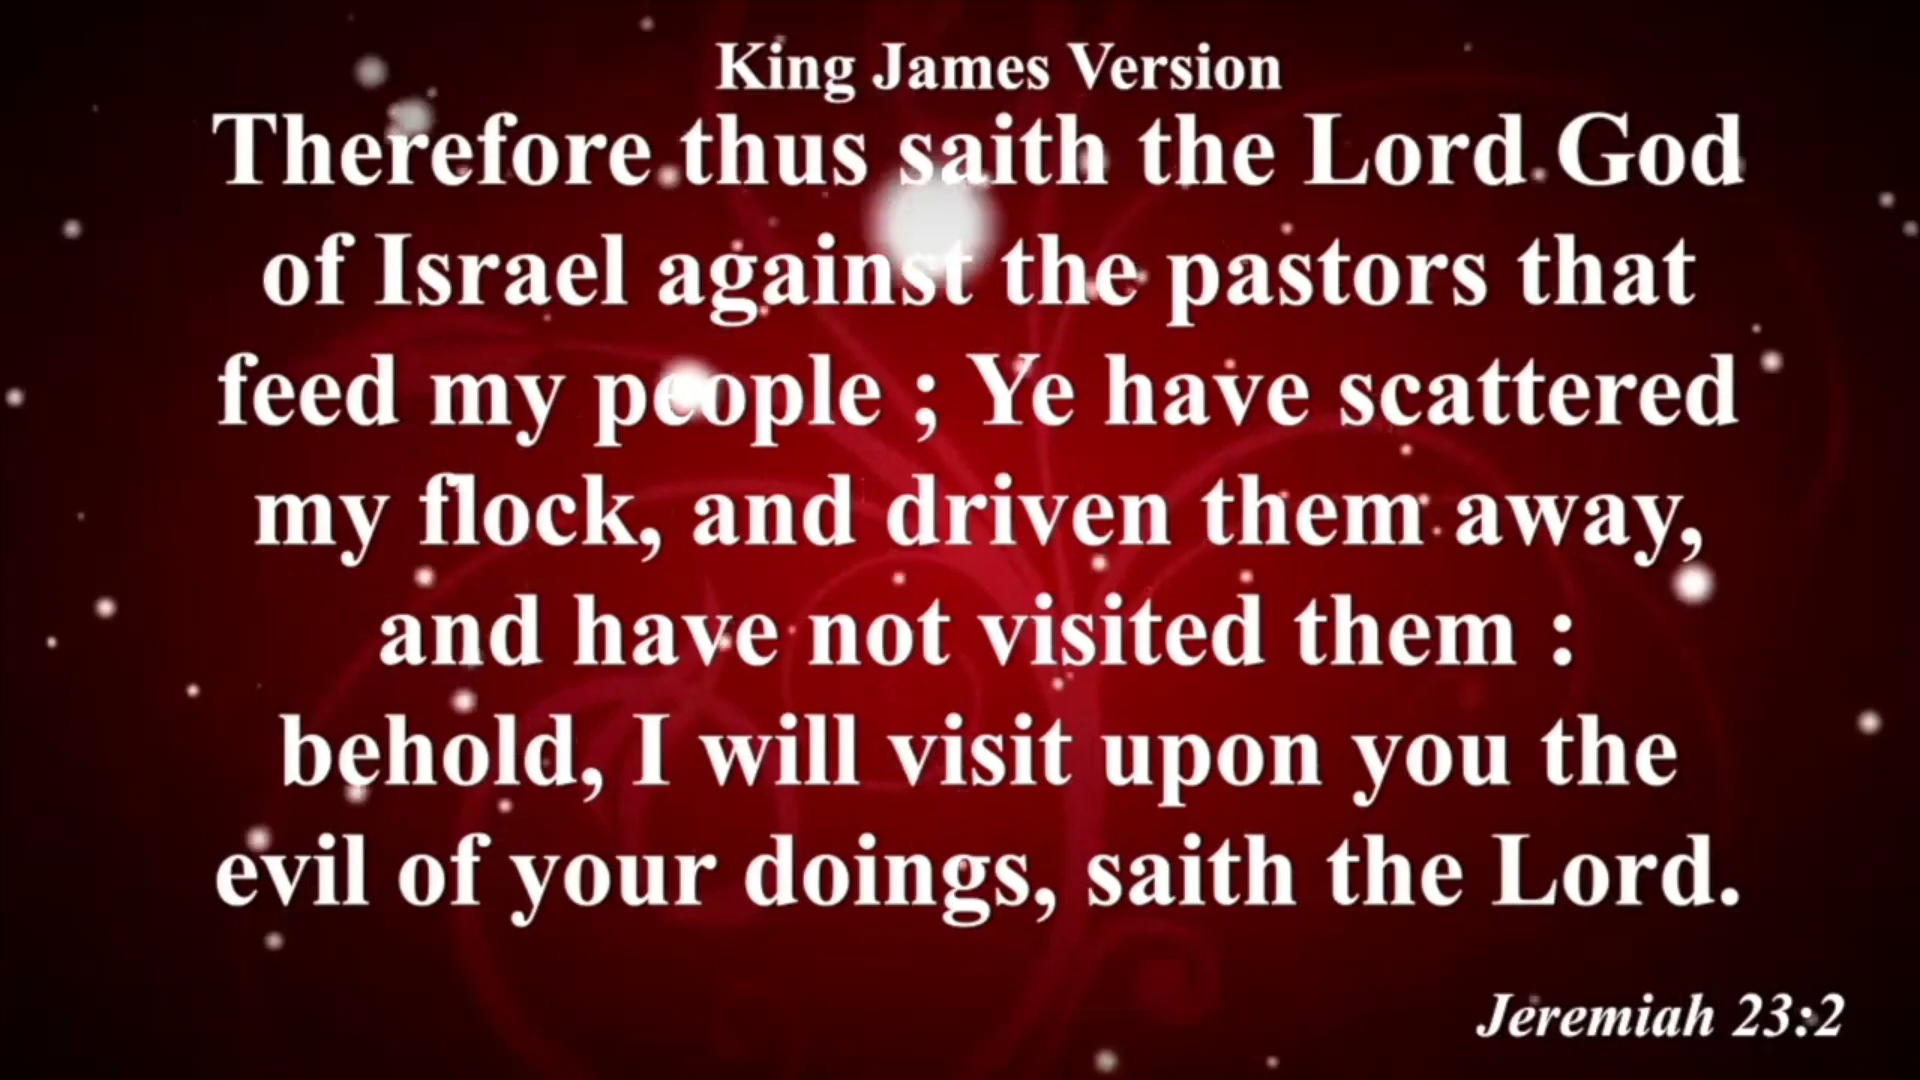 King James Version
Therefore thus saith the Lord God
of Israel against the pastors that
feed my people ; Ye have scattered
my flock, and driven them away,
and have not visited them :
behold, I will visit upon you the
evil of your doings, saith the Lord.
Jeremiah 23:2